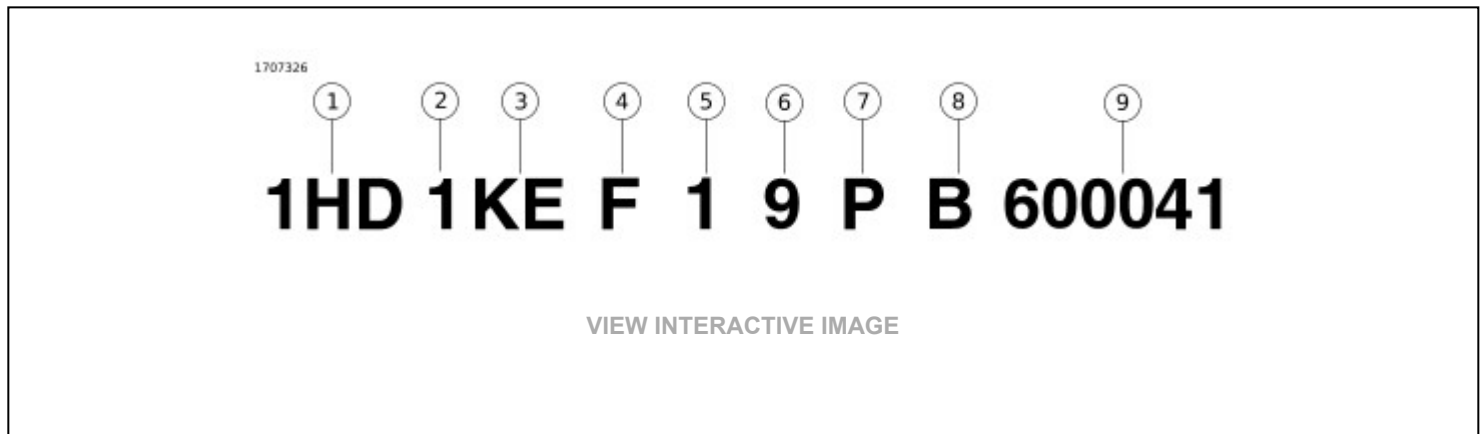 1707326
1 2 3 4 5 6 7 8 9
1HD 1KE F 1 9 P B 600041
VIEW INTERACTIVE IMAGE